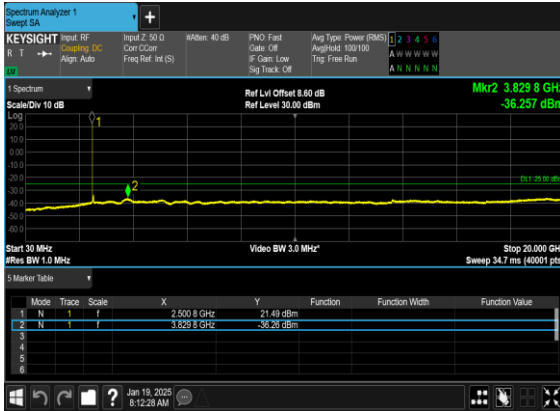 Spectrum Analyzer 1
Swept SA
+
KEYSIGHT Input: RF Input Z: 50 Ω #Atten: 40 dB PNO: Fast Avg Type: Power (RMS) 1 2 3 4 5 6
R T Coupling: DC Corr CCorr Gate: Off Avg|Hold: 100/100 A W W W W W
Align: Auto Freq Ref: Int (S) IF Gain: Low Trig: Free Run
LXI Sig Track: Off A N N N N N
1 Spectrum Ref Lvl Offset 8.60 dB Mkr2 3.829 8 GHz
Scale/Div 10 dB Ref Level 30.00 dBm -36.257 dBm
Log
1
20.0
10.0
0.00
-10.0
-20.0
DL1 -25.00 dBm
2
-30.0
-40.0
-50.0
-60.0
Start 30 MHz Video BW 3.0 MHz* Stop 20.000 GH
#Res BW 1.0 MHz Sweep 34.7 ms (40001 pts
5 Marker Table
Mode Trace Scale X Y Function Function Width Function Value
1 N 1 f 2.500 8 GHz 21.49 dBm
2 N 1 f 3.829 8 GHz -36.26 dBm
3
4
5
6
? Jan 19, 2025
8:12:28 AM